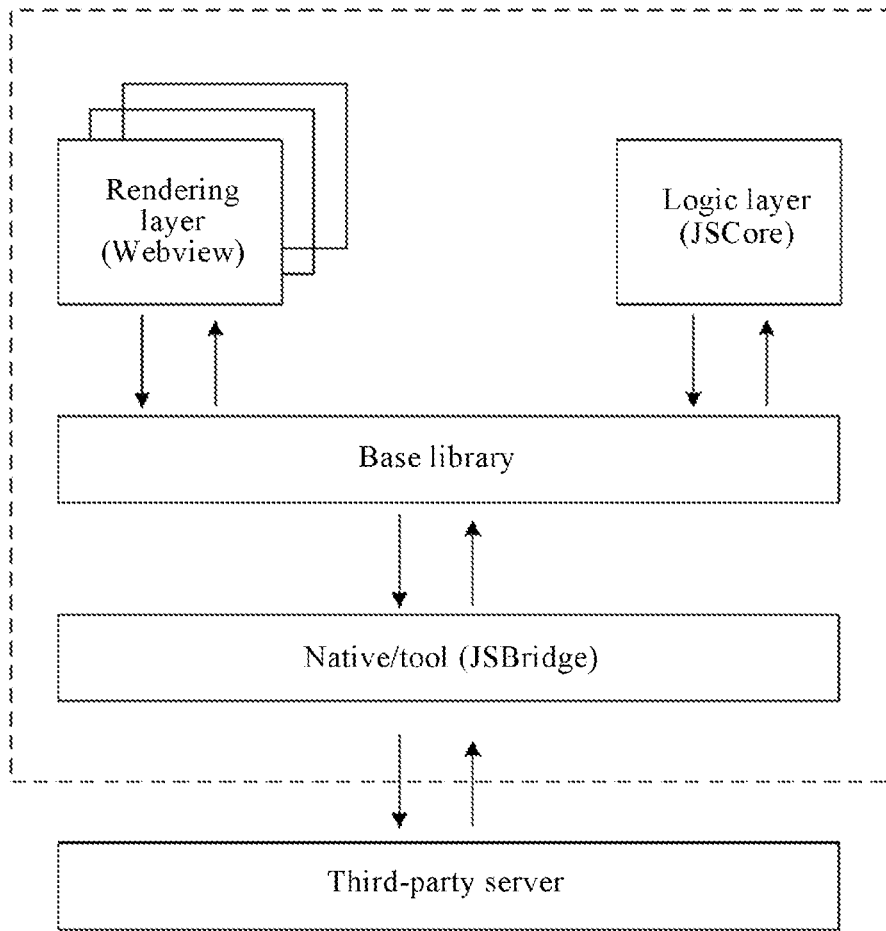 Rendering
layer
(Webview)
Logic layer
(JSCore)
Base library
Native/tool (JSBridge)
Third-party server